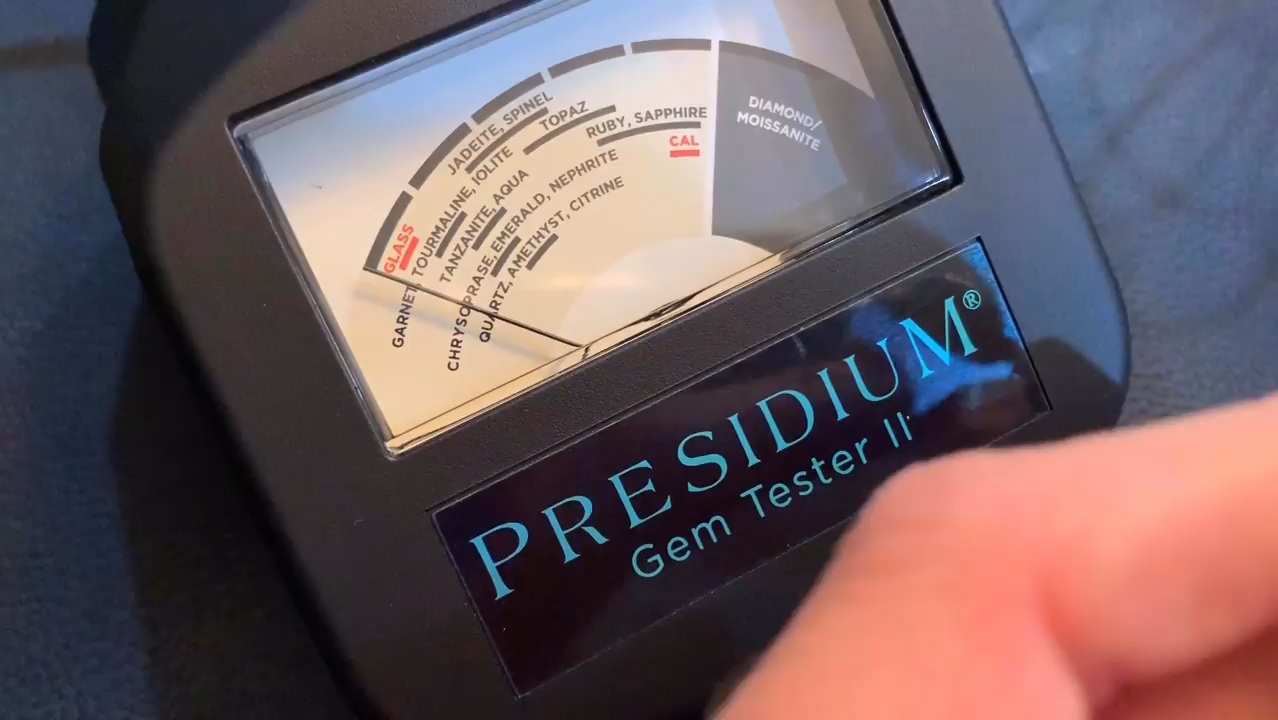 JADEITE, SPINEL
TOPAZ
RUBY, SAPPHIRE
CAL
DIAMOND/
MOISSANITE
GLASS
GARNET, TOURMALINE, IOLITE
TANZANITE, AQUA
CHRYSOPRASE, EMERALD, NEPHRITE
QUARTZ, AMETHYST, CITRINE
PRESIDIUM®
Gem Tester II